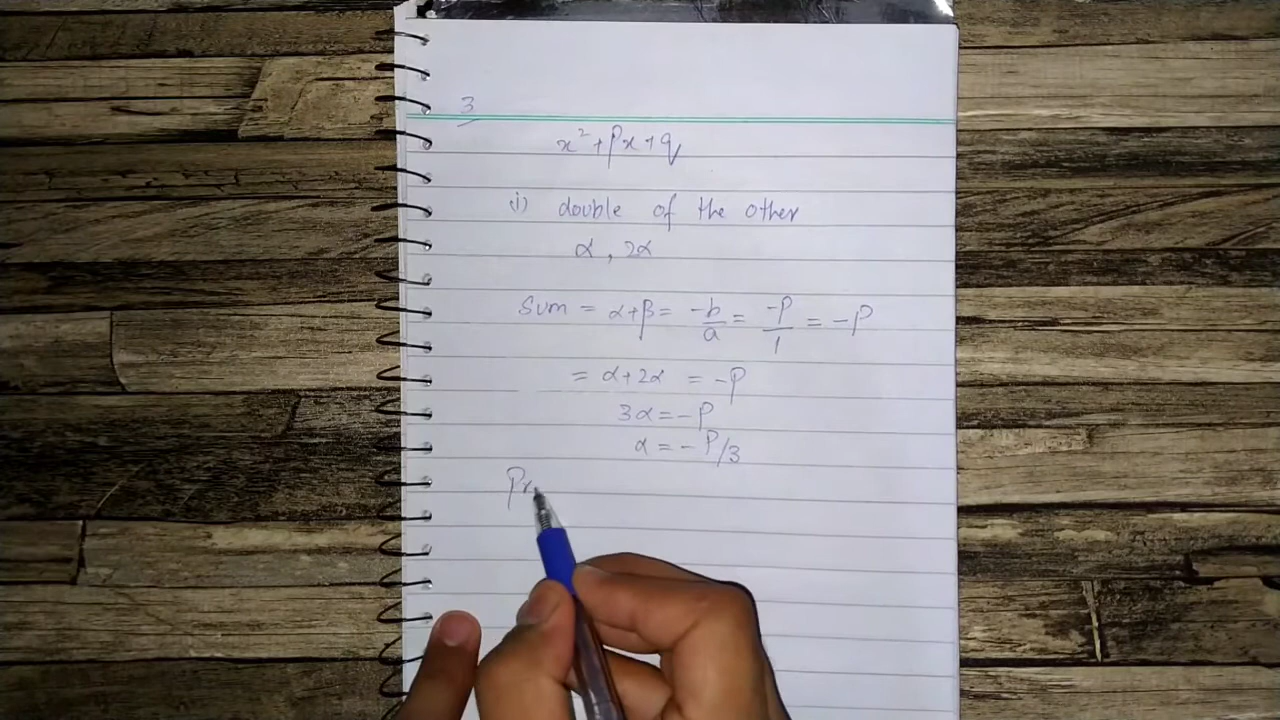 3
x² + px + q
i) double of the other
α , 2α
Sum = α+β = -b/a = -P/1 = -P
= α+2α = -P
3α = -P
α = -P/3
Pr